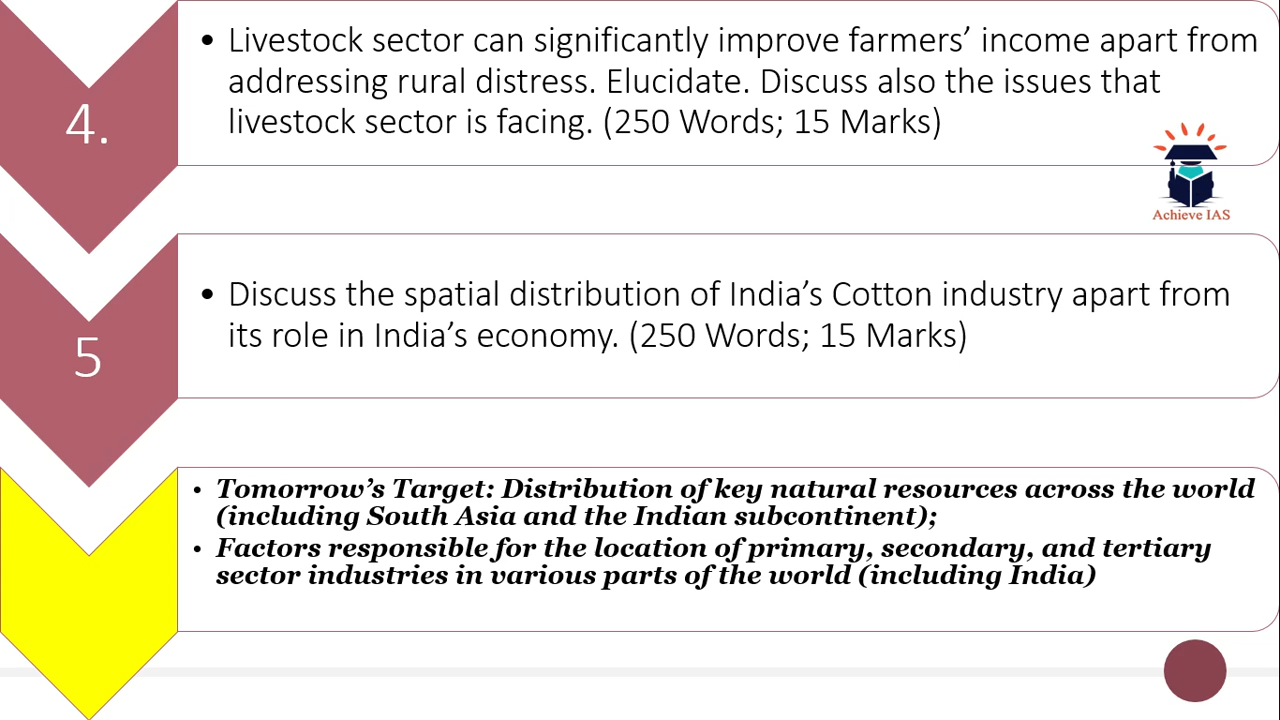 4.
• Livestock sector can significantly improve farmers’ income apart from
addressing rural distress. Elucidate. Discuss also the issues that
livestock sector is facing. (250 Words; 15 Marks)
Achieve IAS
5
• Discuss the spatial distribution of India’s Cotton industry apart from
its role in India’s economy. (250 Words; 15 Marks)
• Tomorrow’s Target: Distribution of key natural resources across the world
(including South Asia and the Indian subcontinent);
• Factors responsible for the location of primary, secondary, and tertiary
sector industries in various parts of the world (including India)